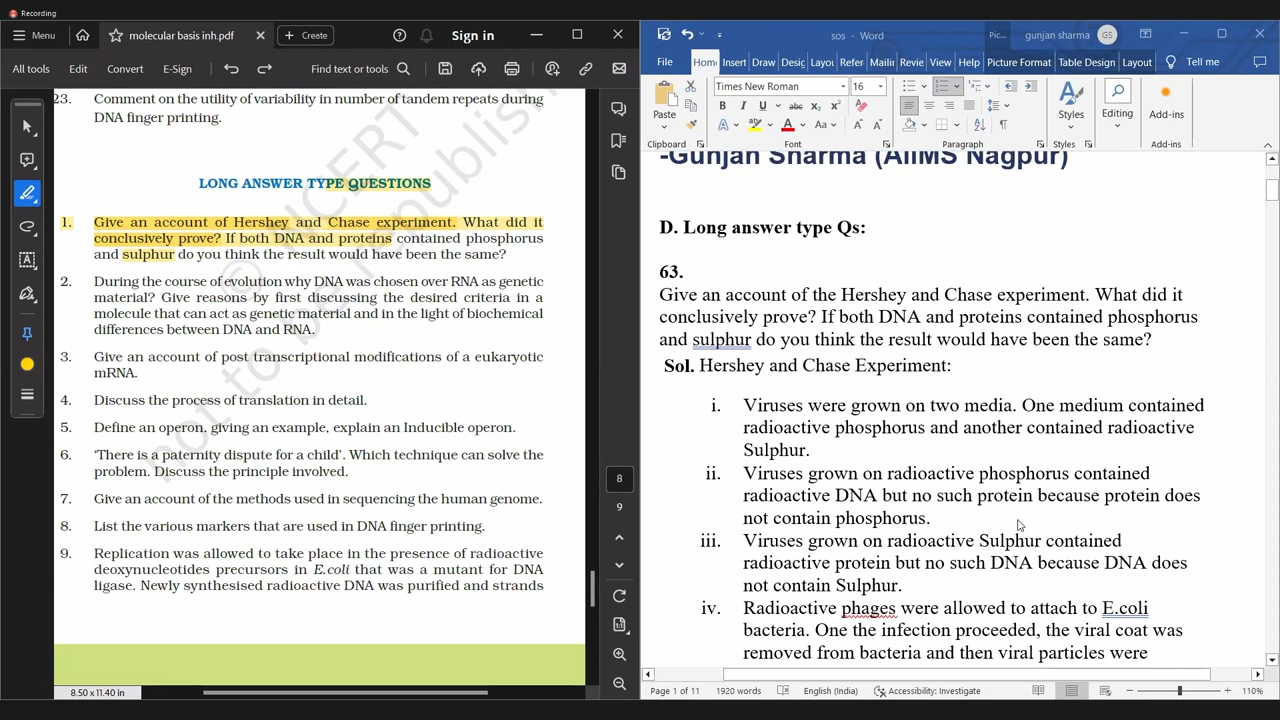 Recording
Menu
molecular basis inh.pdf
Create
Sign in
All tools
Edit
Convert
E-Sign
Find text or tools
23. Comment on the utility of variability in number of tandem repeats during
DNA finger printing.
LONG ANSWER TYPE QUESTIONS
1. Give an account of Hershey and Chase experiment. What did it
conclusively prove? If both DNA and proteins contained phosphorus
and sulphur do you think the result would have been the same?
2. During the course of evolution why DNA was chosen over RNA as genetic
material? Give reasons by first discussing the desired criteria in a
molecule that can act as genetic material and in the light of biochemical
differences between DNA and RNA.
3. Give an account of post transcriptional modifications of a eukaryotic
mRNA.
4. Discuss the process of translation in detail.
5. Define an operon, giving an example, explain an Inducible operon.
6. ‘There is a paternity dispute for a child’. Which technique can solve the
problem. Discuss the principle involved.
7. Give an account of the methods used in sequencing the human genome.
8. List the various markers that are used in DNA finger printing.
9. Replication was allowed to take place in the presence of radioactive
deoxynucleotides precursors in E.coli that was a mutant for DNA
ligase. Newly synthesised radioactive DNA was purified and strands
© NCERT
not to be republish
8
9
8.50 x 11.40 in
sos - Word
Pic...
gunjan sharma
GS
File
Home
Insert
Draw
Desig
Layou
Refer
Mailin
Revie
View
Help
Picture Format
Table Design
Layout
Tell me
Paste
Clipboard
Times New Roman
16
Font
Paragraph
Styles
Styles
Editing
Add-ins
Add-ins
-Gunjan Sharma (AIIMS Nagpur)
D. Long answer type Qs:
63.
Give an account of the Hershey and Chase experiment. What did it
conclusively prove? If both DNA and proteins contained phosphorus
and sulphur do you think the result would have been the same?
Sol. Hershey and Chase Experiment:
i. Viruses were grown on two media. One medium contained
radioactive phosphorus and another contained radioactive
Sulphur.
ii. Viruses grown on radioactive phosphorus contained
radioactive DNA but no such protein because protein does
not contain phosphorus.
iii. Viruses grown on radioactive Sulphur contained
radioactive protein but no such DNA because DNA does
not contain Sulphur.
iv. Radioactive phages were allowed to attach to E.coli
bacteria. One the infection proceeded, the viral coat was
removed from bacteria and then viral particles were
Page 1 of 11
1920 words
English (India)
Accessibility: Investigate
110%